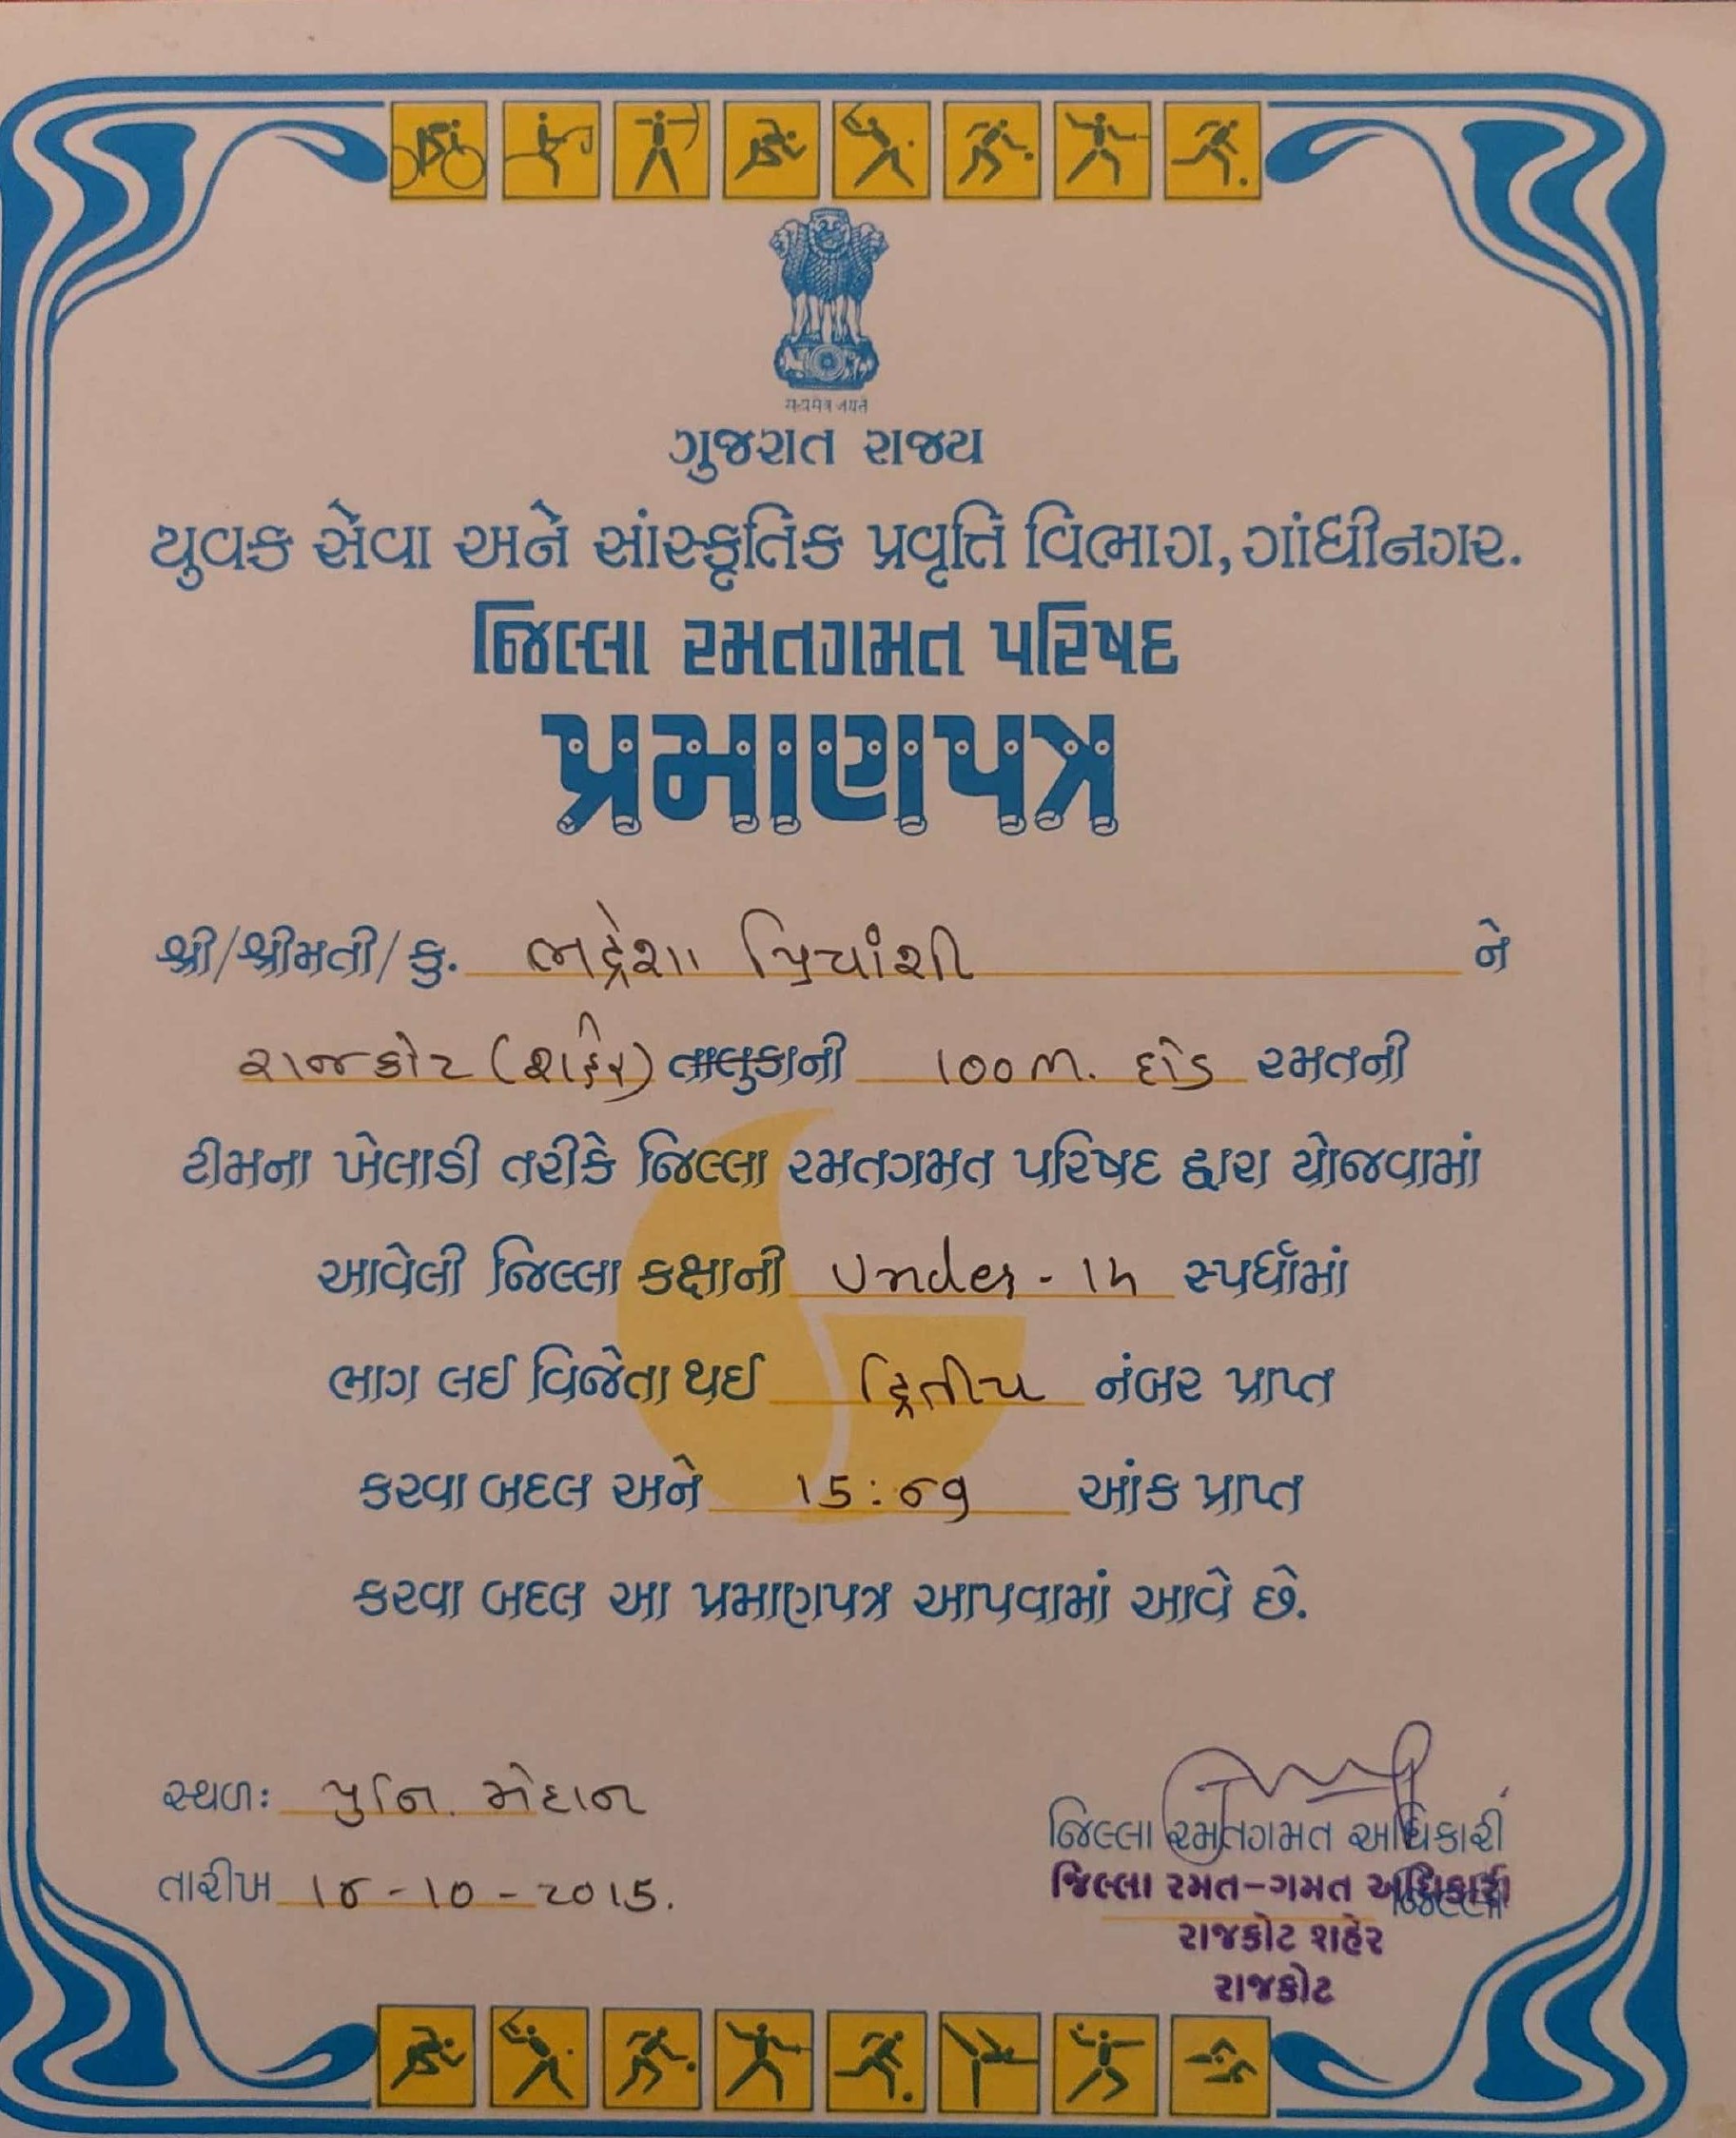 सत्यमेव जयते
ગુજરાત રાજ્ય
યુવક સેવા અને સાંસ્કૃતિક પ્રવૃત્તિ વિભાગ, ગાંધીનગર.
જિલ્લા રમતગમત પરિષદ
પ્રમાણપત્ર
શ્રી/શ્રીમતી/કુ. ભદ્રેશા પ્રિયાંશી ને
રાજકોટ (શહેર) તાલુકાની 100 m. દોડ રમતની
ટીમના ખેલાડી તરીકે જિલ્લા રમતગમત પરિષદ દ્વારા યોજવામાં
આવેલી જિલ્લા કક્ષાની Under-14 સ્પર્ધામાં
ભાગ લઈ વિજેતા થઈ દ્વિતીય નંબર પ્રાપ્ત
કરવા બદલ અને 15:69 આંક પ્રાપ્ત
કરવા બદલ આ પ્રમાણપત્ર આપવામાં આવે છે.
સ્થળ: યુનિ. મેદાન
જિલ્લા રમતગમત અધિકારી
તારીખ 18-10-2015.
જિલ્લા રમત-ગમત અધિકારી
જિલ્લા
રાજકોટ શહેર
રાજકોટ